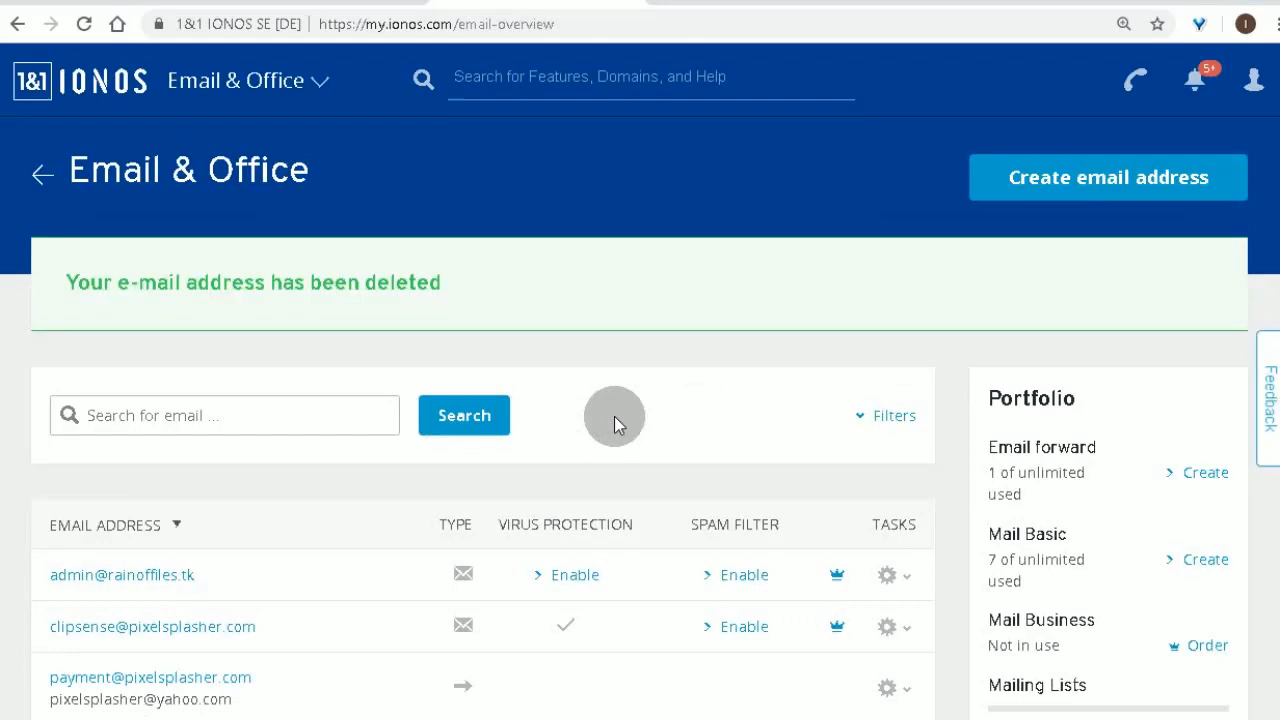 1&1 IONOS SE [DE] | https://my.ionos.com/email-overview
1&1 IONOS Email & Office
Search for Features, Domains, and Help
5+
I
Email & Office
Create email address
Your e-mail address has been deleted
Search for email ...
Search
Filters
EMAIL ADDRESS TYPE VIRUS PROTECTION SPAM FILTER TASKS
admin@rainoffiles.tk Enable Enable
clipsense@pixelsplasher.com Enable
payment@pixelsplasher.com
pixelsplasher@yahoo.com
Portfolio
Email forward
1 of unlimited
used
Create
Mail Basic
7 of unlimited
used
Create
Mail Business
Not in use
Order
Mailing Lists
Feedback